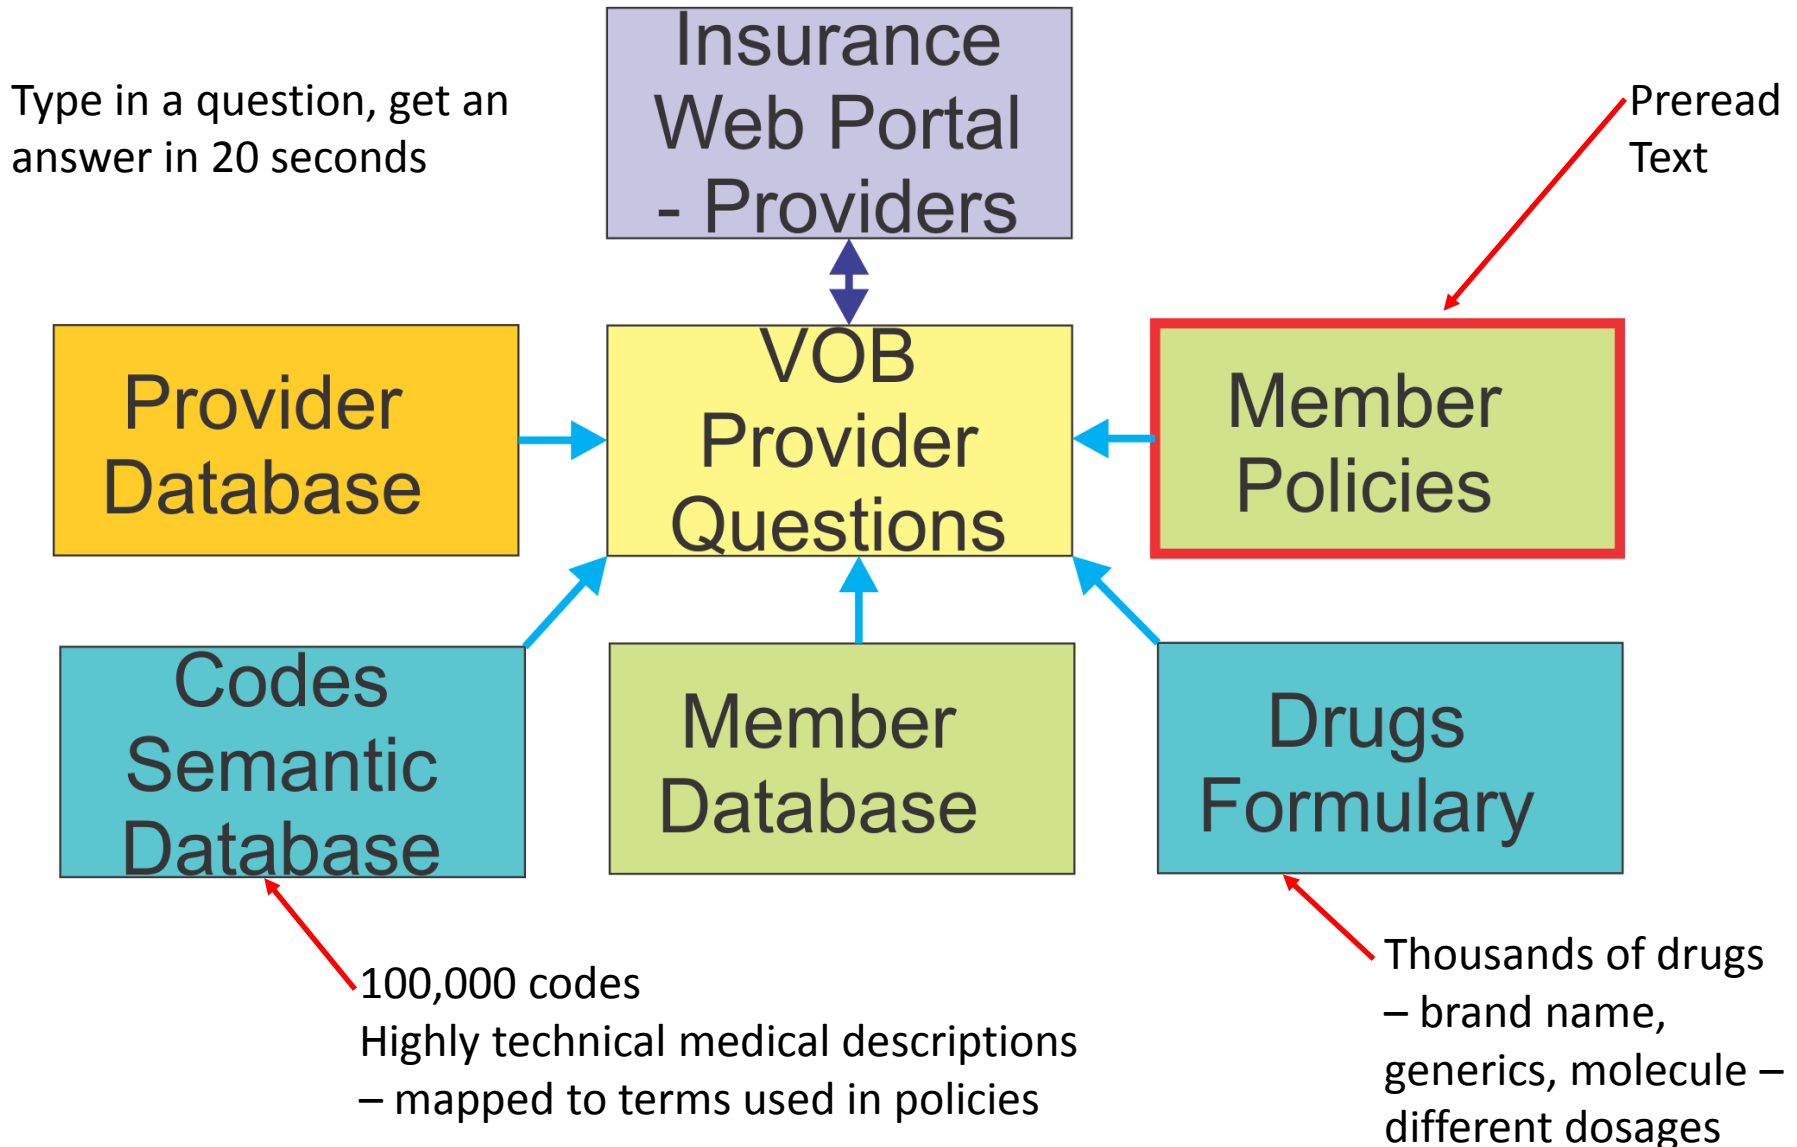 Insurance
Web Portal
- Providers
Type in a question, get an
answer in 20 seconds
Preread
Text
Provider
Database
VOB
Provider
Questions
Member
Policies
Codes
Semantic
Database
Member
Database
Drugs
Formulary
100,000 codes
Highly technical medical descriptions
– mapped to terms used in policies
Thousands of drugs
– brand name,
generics, molecule –
different dosages